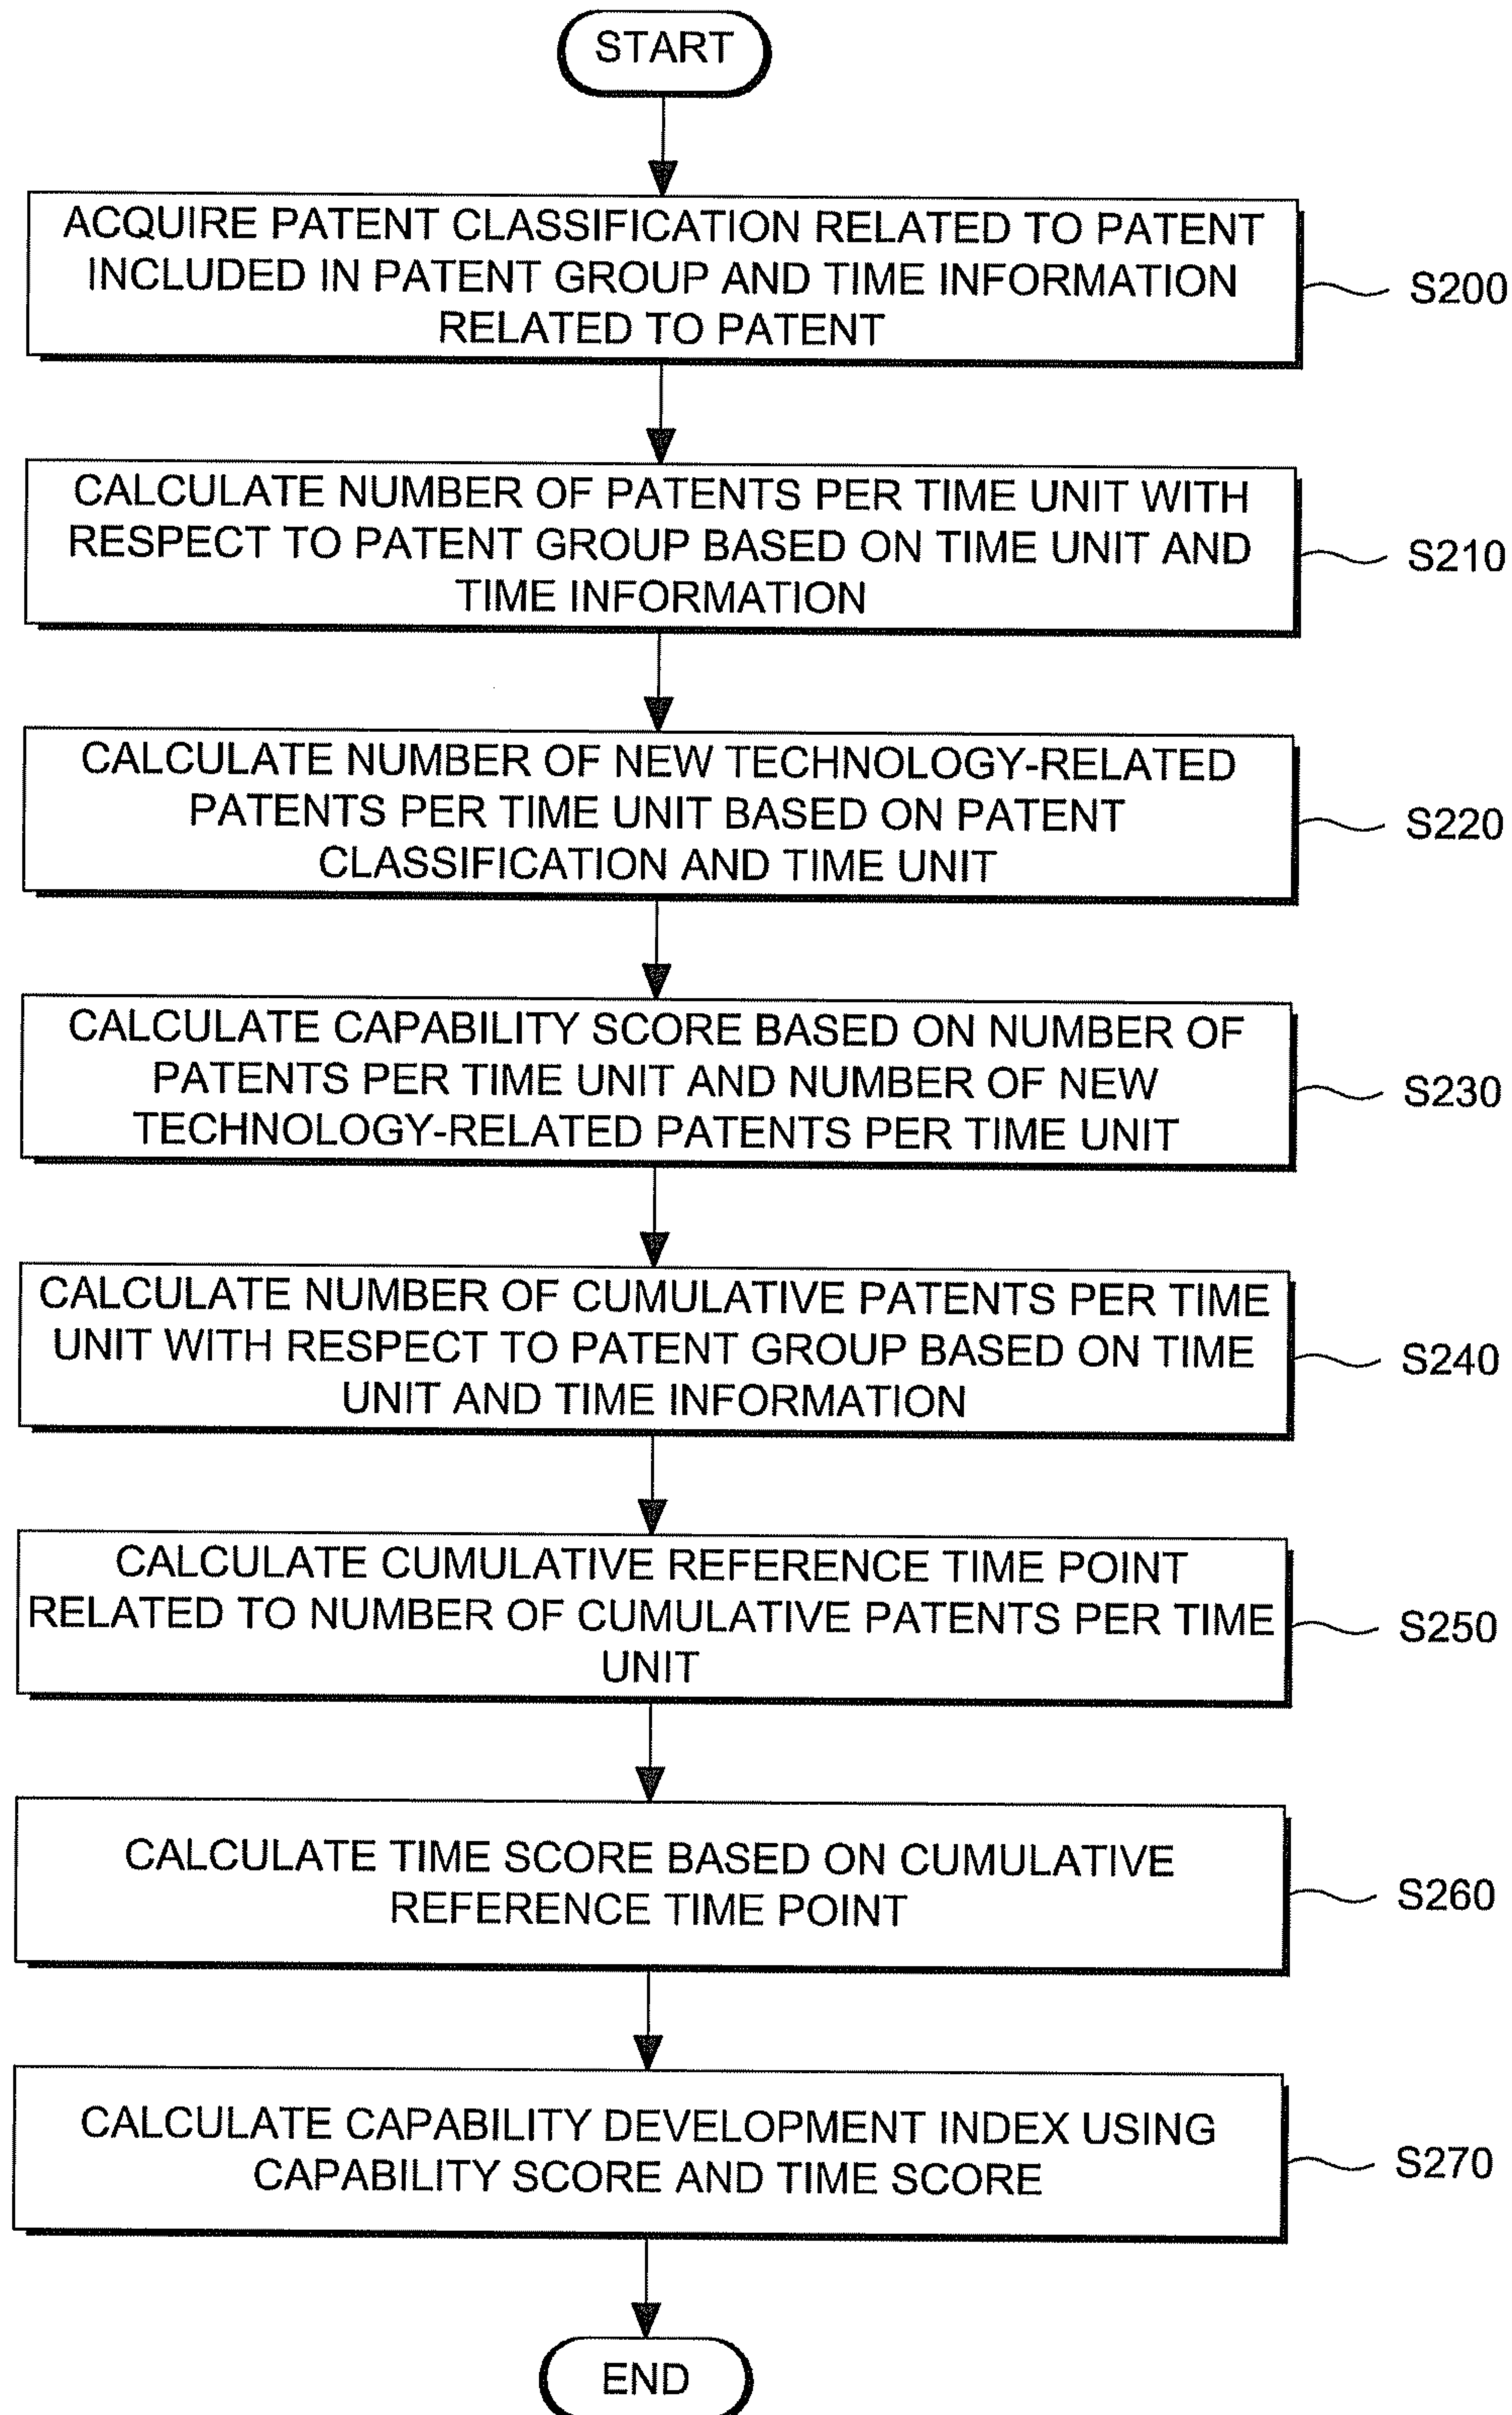 START
ACQUIRE PATENT CLASSIFICATION RELATED TO PATENT
INCLUDED IN PATENT GROUP AND TIME INFORMATION
RELATED TO PATENT
S200
CALCULATE NUMBER OF PATENTS PER TIME UNIT WITH
RESPECT TO PATENT GROUP BASED ON TIME UNIT AND
TIME INFORMATION
S210
CALCULATE NUMBER OF NEW TECHNOLOGY-RELATED
PATENTS PER TIME UNIT BASED ON PATENT
CLASSIFICATION AND TIME UNIT
S220
CALCULATE CAPABILITY SCORE BASED ON NUMBER OF
PATENTS PER TIME UNIT AND NUMBER OF NEW
TECHNOLOGY-RELATED PATENTS PER TIME UNIT
S230
CALCULATE NUMBER OF CUMULATIVE PATENTS PER TIME
UNIT WITH RESPECT TO PATENT GROUP BASED ON TIME
UNIT AND TIME INFORMATION
S240
CALCULATE CUMULATIVE REFERENCE TIME POINT
RELATED TO NUMBER OF CUMULATIVE PATENTS PER TIME
UNIT
S250
CALCULATE TIME SCORE BASED ON CUMULATIVE
REFERENCE TIME POINT
S260
CALCULATE CAPABILITY DEVELOPMENT INDEX USING
CAPABILITY SCORE AND TIME SCORE
S270
END